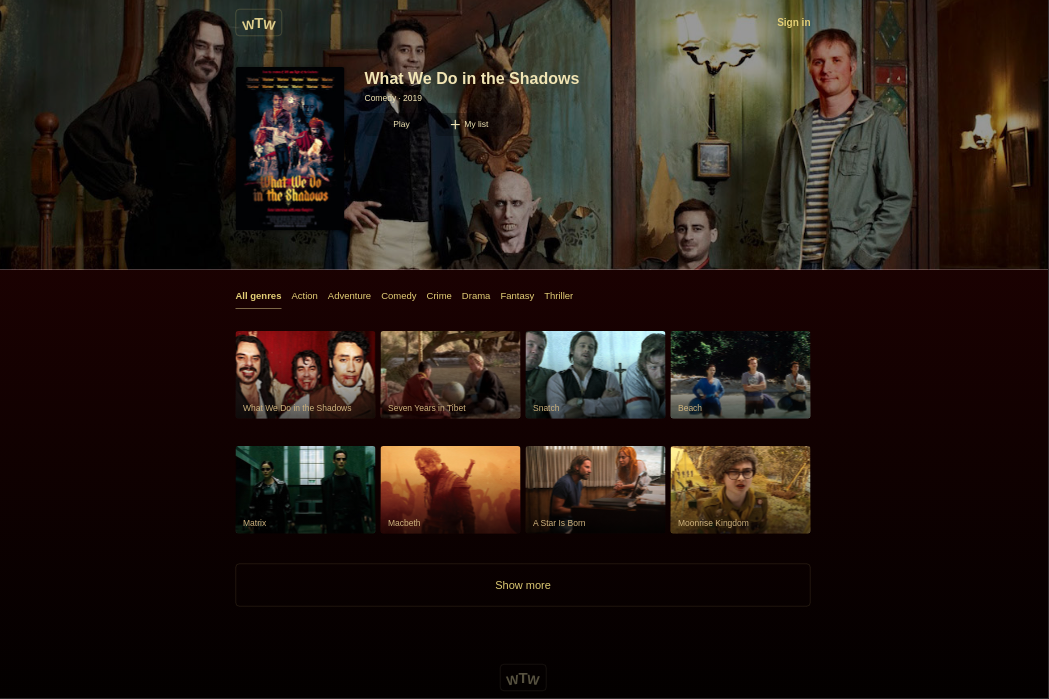 WTW
Sign in
What We Do in the Shadows
Comedy · 2019
Play
My list
What We Do
in the Shadows
All genres Action Adventure Comedy Crime Drama Fantasy Thriller
What We Do in the Shadows Seven Years in Tibet Snatch Beach
Matrix Macbeth A Star Is Born Moonrise Kingdom
Show more
WTW